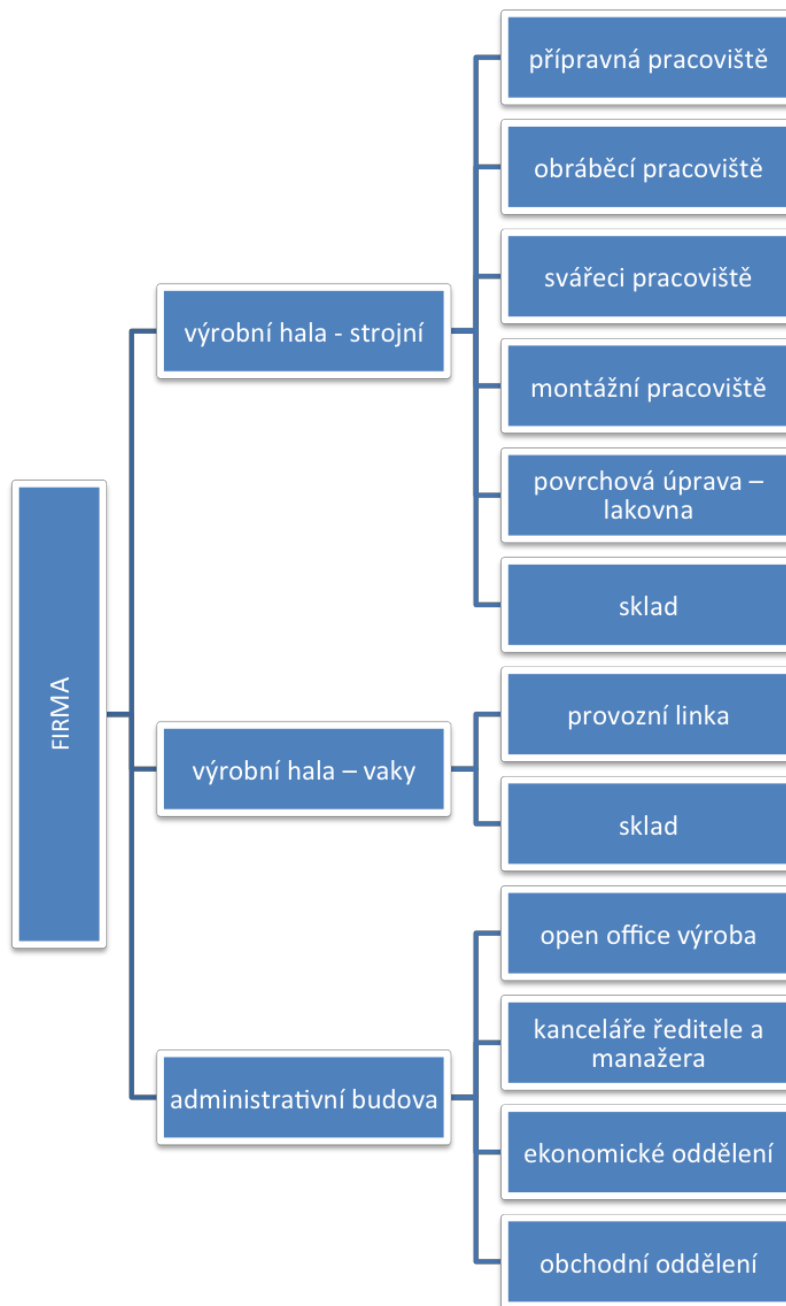 FIRMA
výrobní hala - strojní
přípravná pracoviště
obráběcí pracoviště
svářeci pracoviště
montážní pracoviště
povrchová úprava –
lakovna
sklad
výrobní hala – vaky
provozní linka
sklad
administrativní budova
open office výroba
kanceláře ředitele a
manažera
ekonomické oddělení
obchodní oddělení